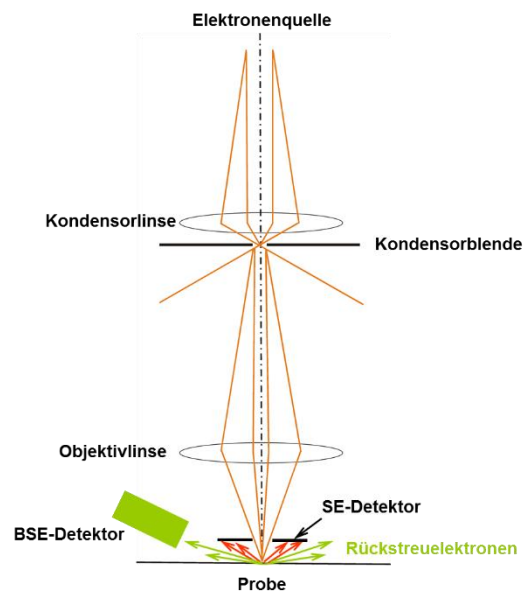 Elektronenquelle
Kondensorlinse
Kondensorblende
Objektivlinse
SE-Detektor
BSE-Detektor
Rückstreuelektronen
Probe